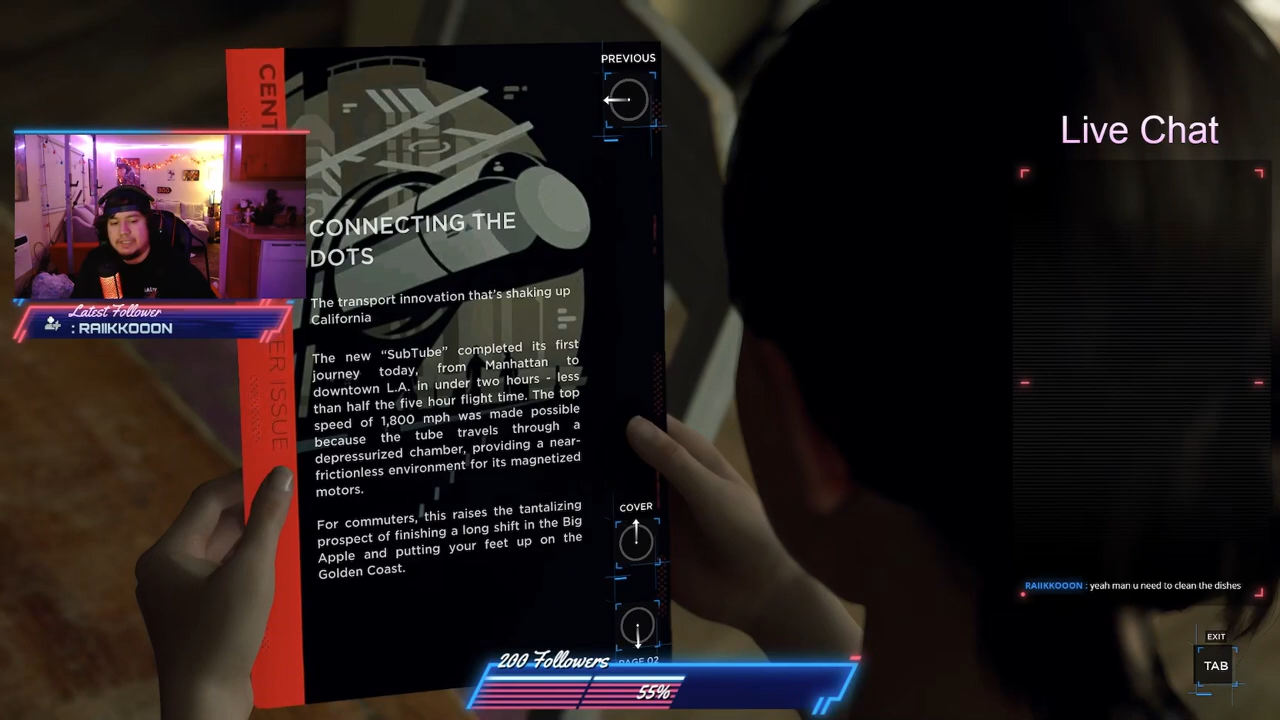 CENT
ER ISSUE
PREVIOUS
CONNECTING THE
DOTS
The transport innovation that's shaking up
California
The new “SubTube” completed its first
journey today, from Manhattan to
downtown L.A. in under two hours - less
than half the five hour flight time. The top
speed of 1,800 mph was made possible
because the tube travels through a
depressurized chamber, providing a near-
frictionless environment for its magnetized
motors.
For commuters, this raises the tantalizing
prospect of finishing a long shift in the Big
Apple and putting your feet up on the
Golden Coast.
COVER
PAGE 02
Latest Follower
: RAIIKKOOON
200 Followers
55%
Live Chat
RAIIKKOOON : yeah man u need to clean the dishes
EXIT
TAB